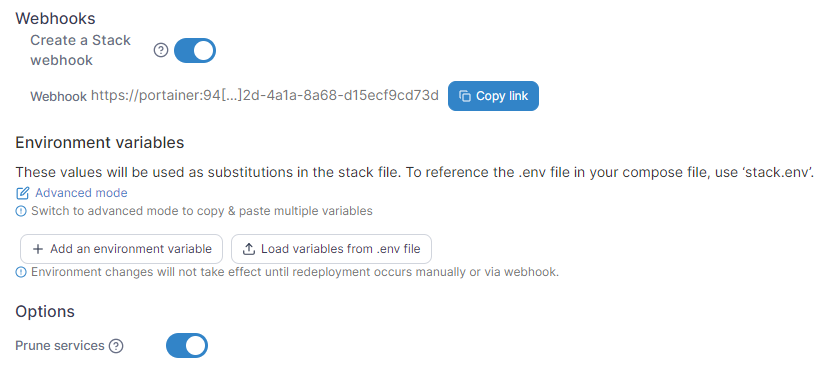 Webhooks
Create a Stack
webhook
Webhook https://portainer:94[...]2d-4a1a-8a68-d15ecf9cd73d Copy link
Environment variables
These values will be used as substitutions in the stack file. To reference the .env file in your compose file, use ‘stack.env’.
Advanced mode
Switch to advanced mode to copy & paste multiple variables
+ Add an environment variable Load variables from .env file
Environment changes will not take effect until redeployment occurs manually or via webhook.
Options
Prune services